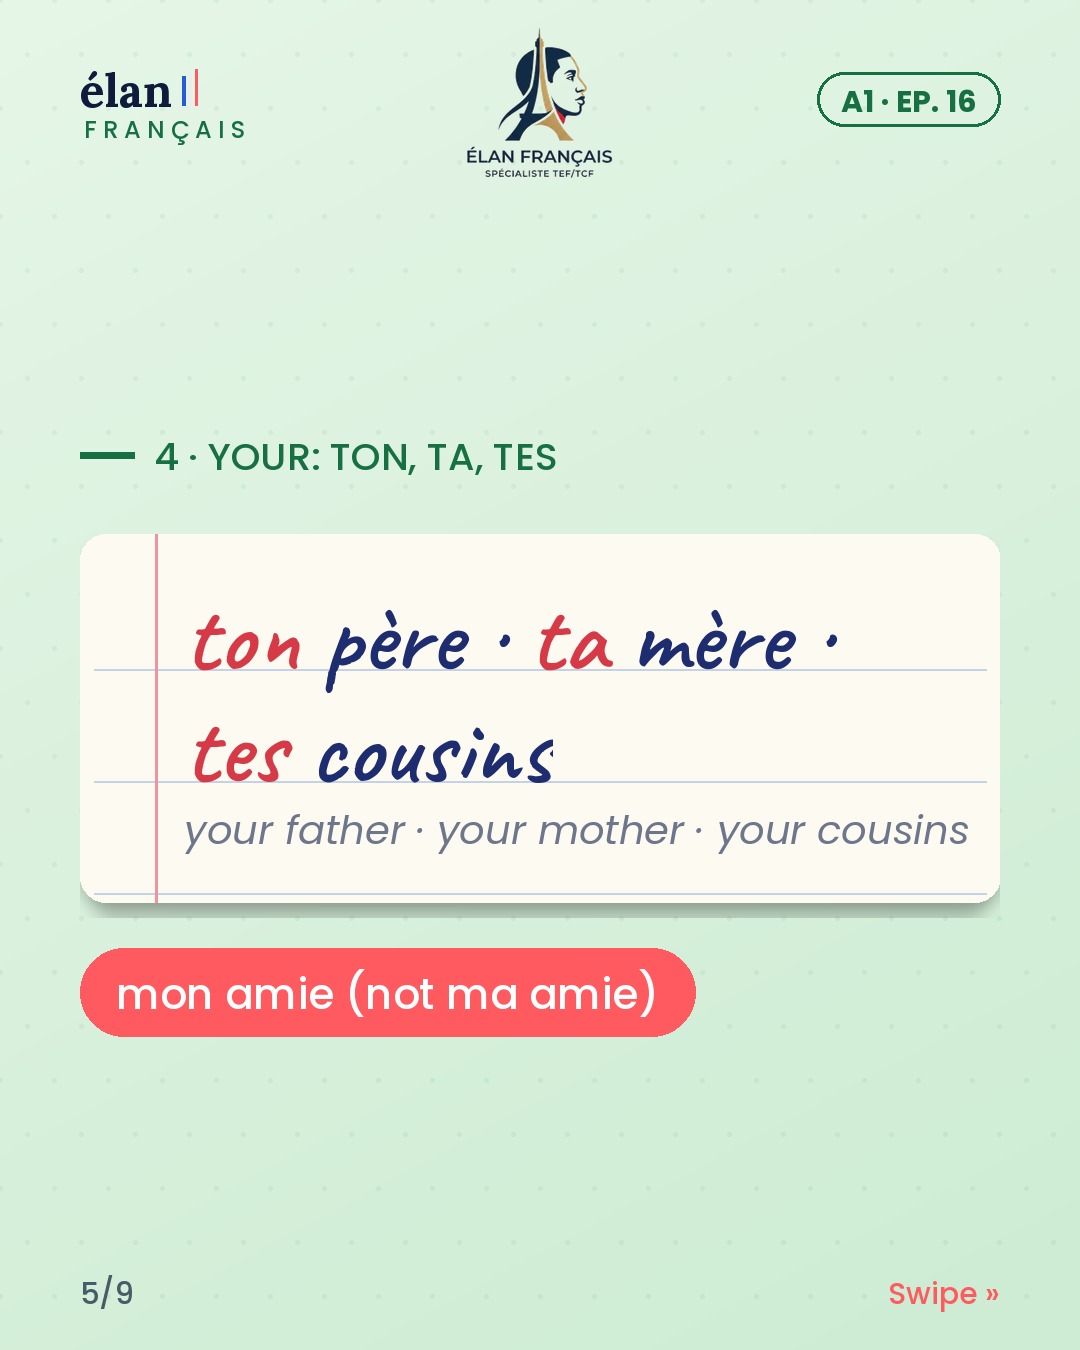 élan
FRANÇAIS
ÉLAN FRANÇAIS
SPÉCIALISTE TEF/TCF
A1 · EP. 16
4 · YOUR: TON, TA, TES
ton père · ta mère ·
tes cousins
your father · your mother · your cousins
mon amie (not ma amie)
5/9
Swipe »